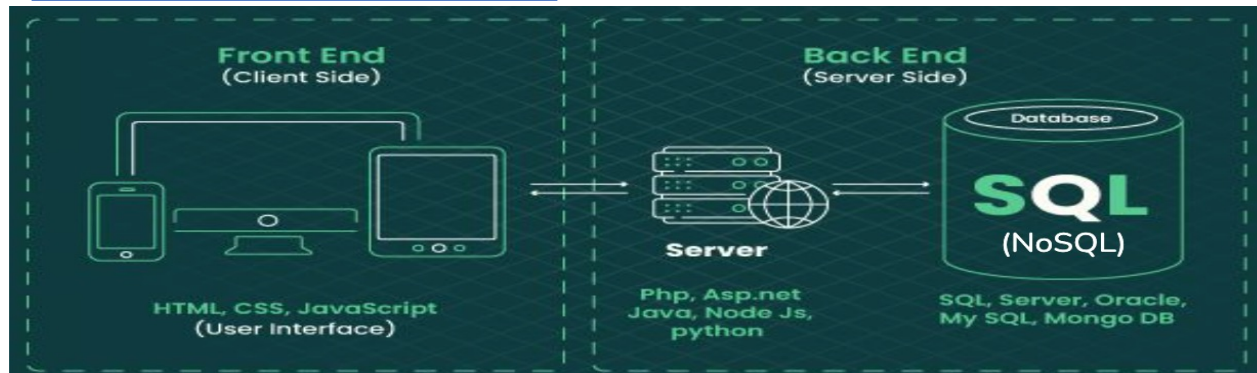 Front End
(Client Side)
HTML, CSS, JavaScript
(User Interface)
Back End
(Server Side)
Server
Php, Asp.net
Java, Node Js,
python
Database
SQL
(NoSQL)
SQL, Server, Oracle,
My SQL, Mongo DB